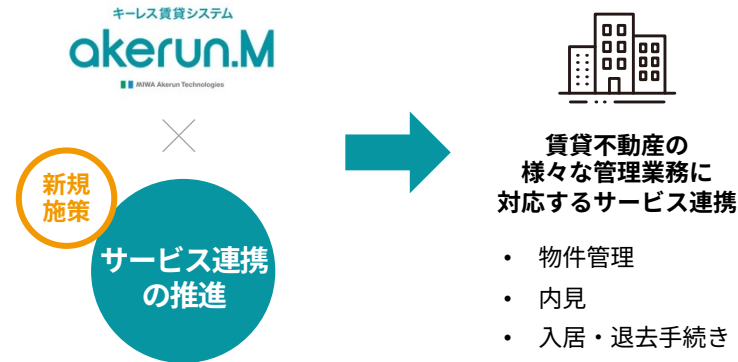 キーレス賃貸システム
akerun.M
MIWA Akerun Technologies
新規
施策
サービス連携
の推進
賃貸不動産の
様々な管理業務に
対応するサービス連携
• 物件管理
• 内見
• 入居・退去手続き